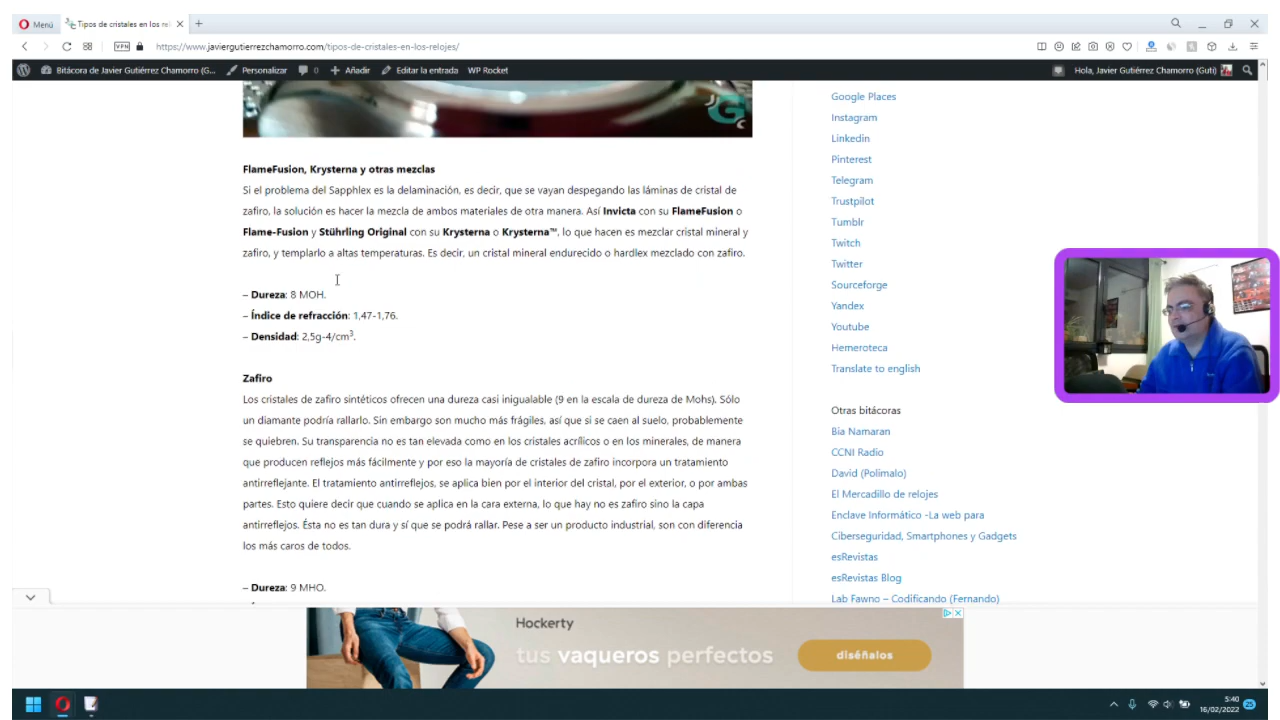 Menú
Tipos de cristales en los rel
https://www.javiergutierrezchamorro.com/tipos-de-cristales-en-los-relojes/
VPN
Bitácora de Javier Gutiérrez Chamorro (G... Personalizar 0 Añadir Editar la entrada WP Rocket
Hola, Javier Gutiérrez Chamorro (Guti)
FlameFusion, Krysterna y otras mezclas
Si el problema del Sapphlex es la delaminación, es decir, que se vayan despegando las láminas de cristal de
zafiro, la solución es hacer la mezcla de ambos materiales de otra manera. Así Invicta con su FlameFusion o
Flame-Fusion y Stührling Original con su Krysterna o Krysterna™, lo que hacen es mezclar cristal mineral y
zafiro, y templarlo a altas temperaturas. Es decir, un cristal mineral endurecido o hardlex mezclado con zafiro.
– Dureza: 8 MOH.
– Índice de refracción: 1,47-1,76.
– Densidad: 2,5g-4/cm³.
Zafiro
Los cristales de zafiro sintéticos ofrecen una dureza casi inigualable (9 en la escala de dureza de Mohs). Sólo
un diamante podría rallarlo. Sin embargo son mucho más frágiles, así que si se caen al suelo, probablemente
se quiebren. Su transparencia no es tan elevada como en los cristales acrílicos o en los minerales, de manera
que producen reflejos más fácilmente y por eso la mayoría de cristales de zafiro incorpora un tratamiento
antirreflejante. El tratamiento antirreflejos, se aplica bien por el interior del cristal, por el exterior, o por ambas
partes. Esto quiere decir que cuando se aplica en la cara externa, lo que hay no es zafiro sino la capa
antirreflejos. Ésta no es tan dura y sí que se podrá rallar. Pese a ser un producto industrial, son con diferencia
los más caros de todos.
– Dureza: 9 MHO.
Google Places
Instagram
Linkedin
Pinterest
Telegram
Trustpilot
Tumblr
Twitch
Twitter
Sourceforge
Yandex
Youtube
Hemeroteca
Translate to english
Otras bitácoras
Bia Namaran
CCNI Radio
David (Polimalo)
El Mercadillo de relojes
Enclave Informático -La web para
Ciberseguridad, Smartphones y Gadgets
esRevistas
esRevistas Blog
Lab Fawno – Codificando (Fernando)
Hockerty
tus vaqueros perfectos
diséñalos
5:40
16/02/2022
25